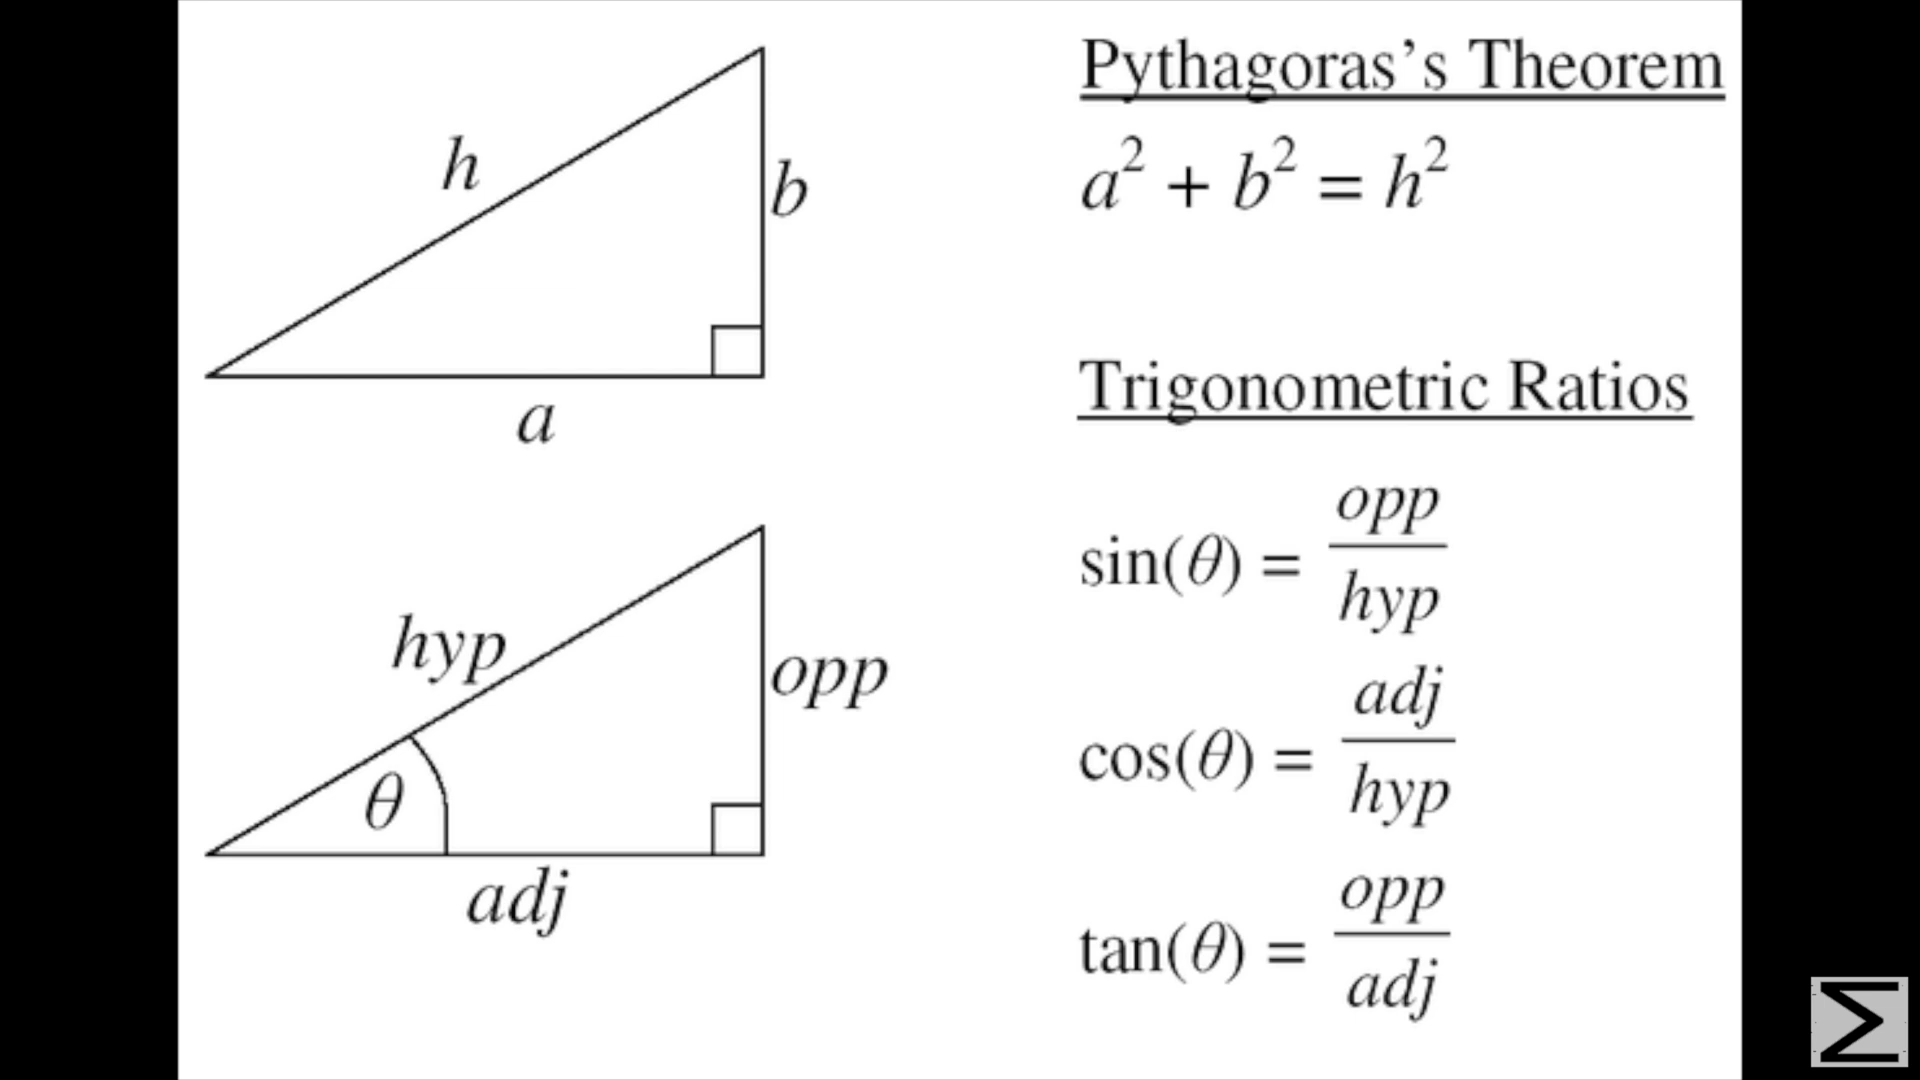 h
b
a
Pythagoras’s Theorem
a² + b² = h²
Trigonometric Ratios
hyp
opp
θ
adj
sin(θ) = opp/hyp
cos(θ) = adj/hyp
tan(θ) = opp/adj
Σ